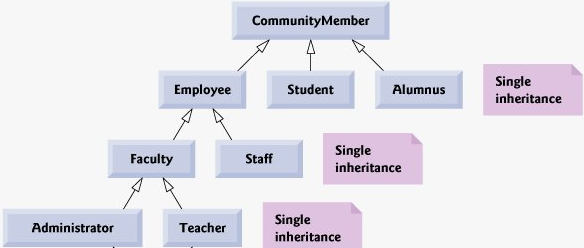 CommunityMember
Employee
Student
Alumnus
Single
inheritance
Faculty
Staff
Single
inheritance
Administrator
Teacher
Single
inheritance